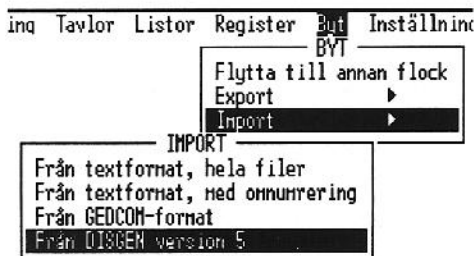 ing Tavlor Listor Register Byt Inställning
BYT
Flytta till annan flock
Export
Import
IMPORT
Från textformat, hela filer
Från textformat, med omnumrering
Från GEDCOM-format
Från DISGEN version 5